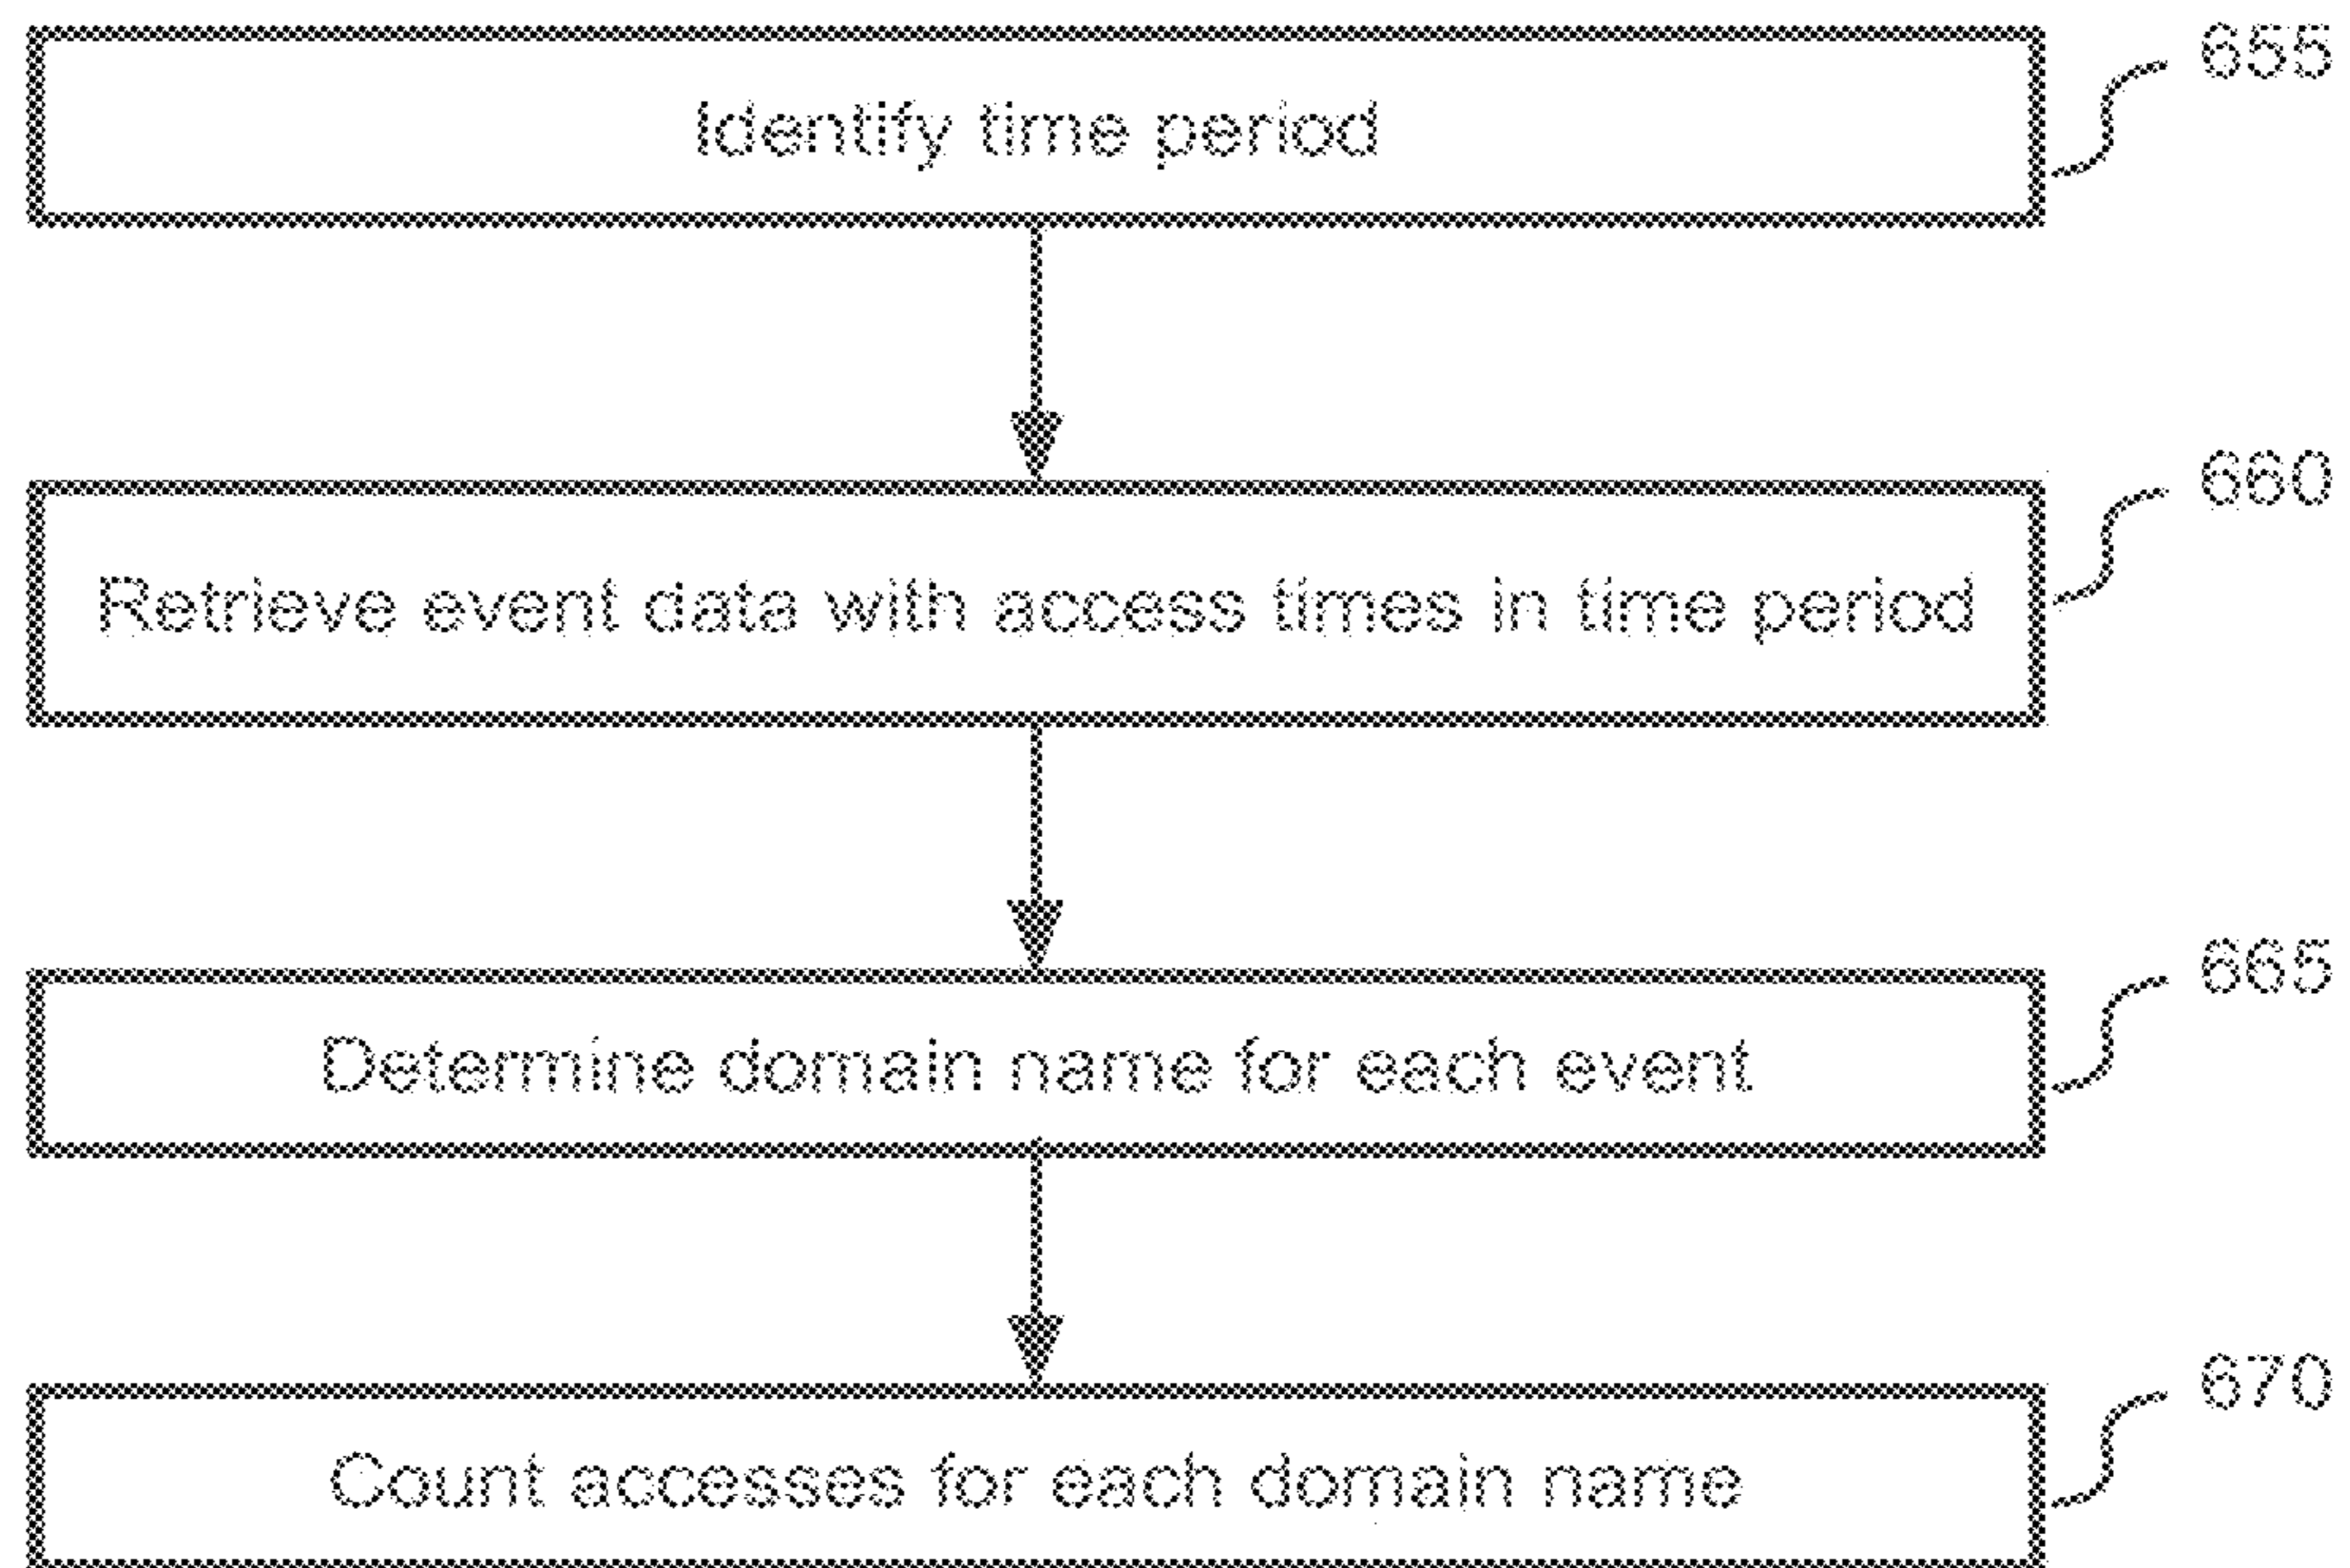 655
Identify time period
660
Retrieve event data with access times in time period
665
Determine domain name for each event
670
Count accesses for each domain name